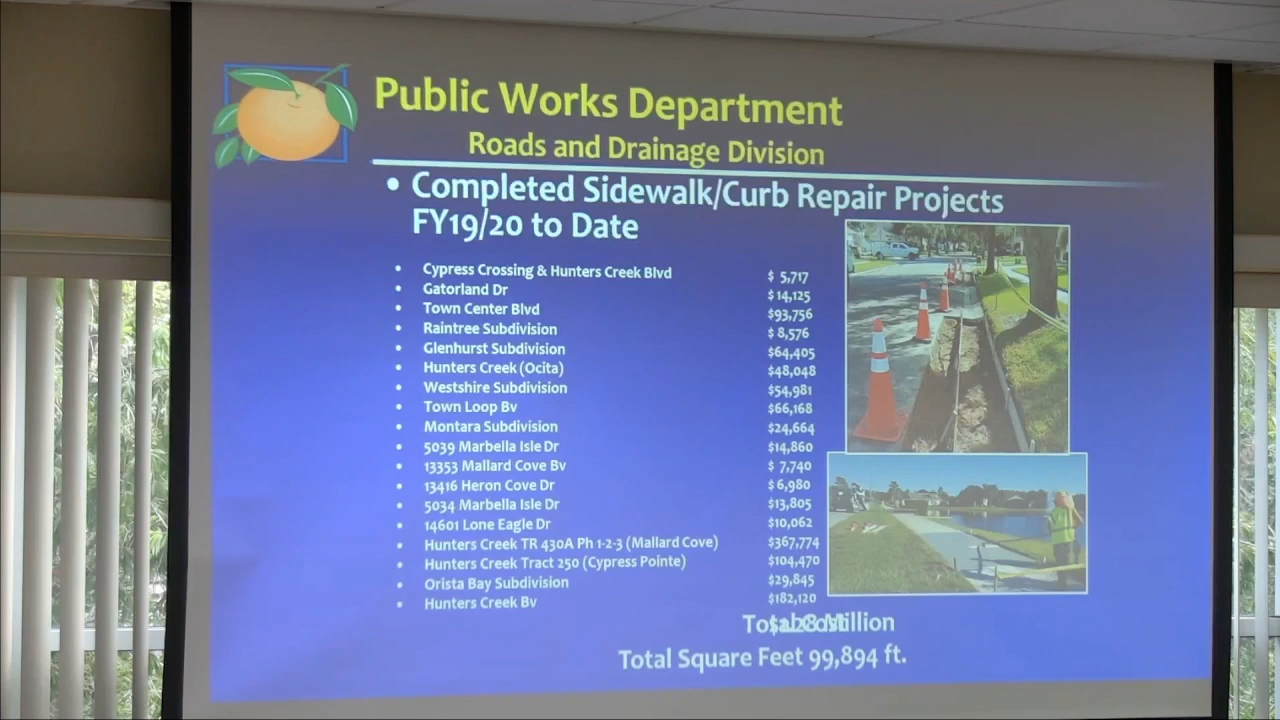 Public Works Department
Roads and Drainage Division
• Completed Sidewalk/Curb Repair Projects
FY19/20 to Date
• Cypress Crossing & Hunters Creek Blvd $ 5,717
• Gatorland Dr $ 14,125
• Town Center Blvd $93,756
• Raintree Subdivision $ 8,576
• Glenhurst Subdivision $64,405
• Hunters Creek (Ocita) $48,048
• Westshire Subdivision $54,981
• Town Loop Bv $66,168
• Montara Subdivision $24,664
• 5039 Marbella Isle Dr $14,860
• 13353 Mallard Cove Bv $ 7,740
• 13416 Heron Cove Dr $ 6,980
• 5034 Marbella Isle Dr $13,805
• 14601 Lone Eagle Dr $10,062
• Hunters Creek TR 430A Ph 1-2-3 (Mallard Cove) $367,774
• Hunters Creek Tract 250 (Cypress Pointe) $104,470
• Orista Bay Subdivision $29,845
• Hunters Creek Bv $182,120
Total Cost Million
Total Square Feet 99,894 ft.